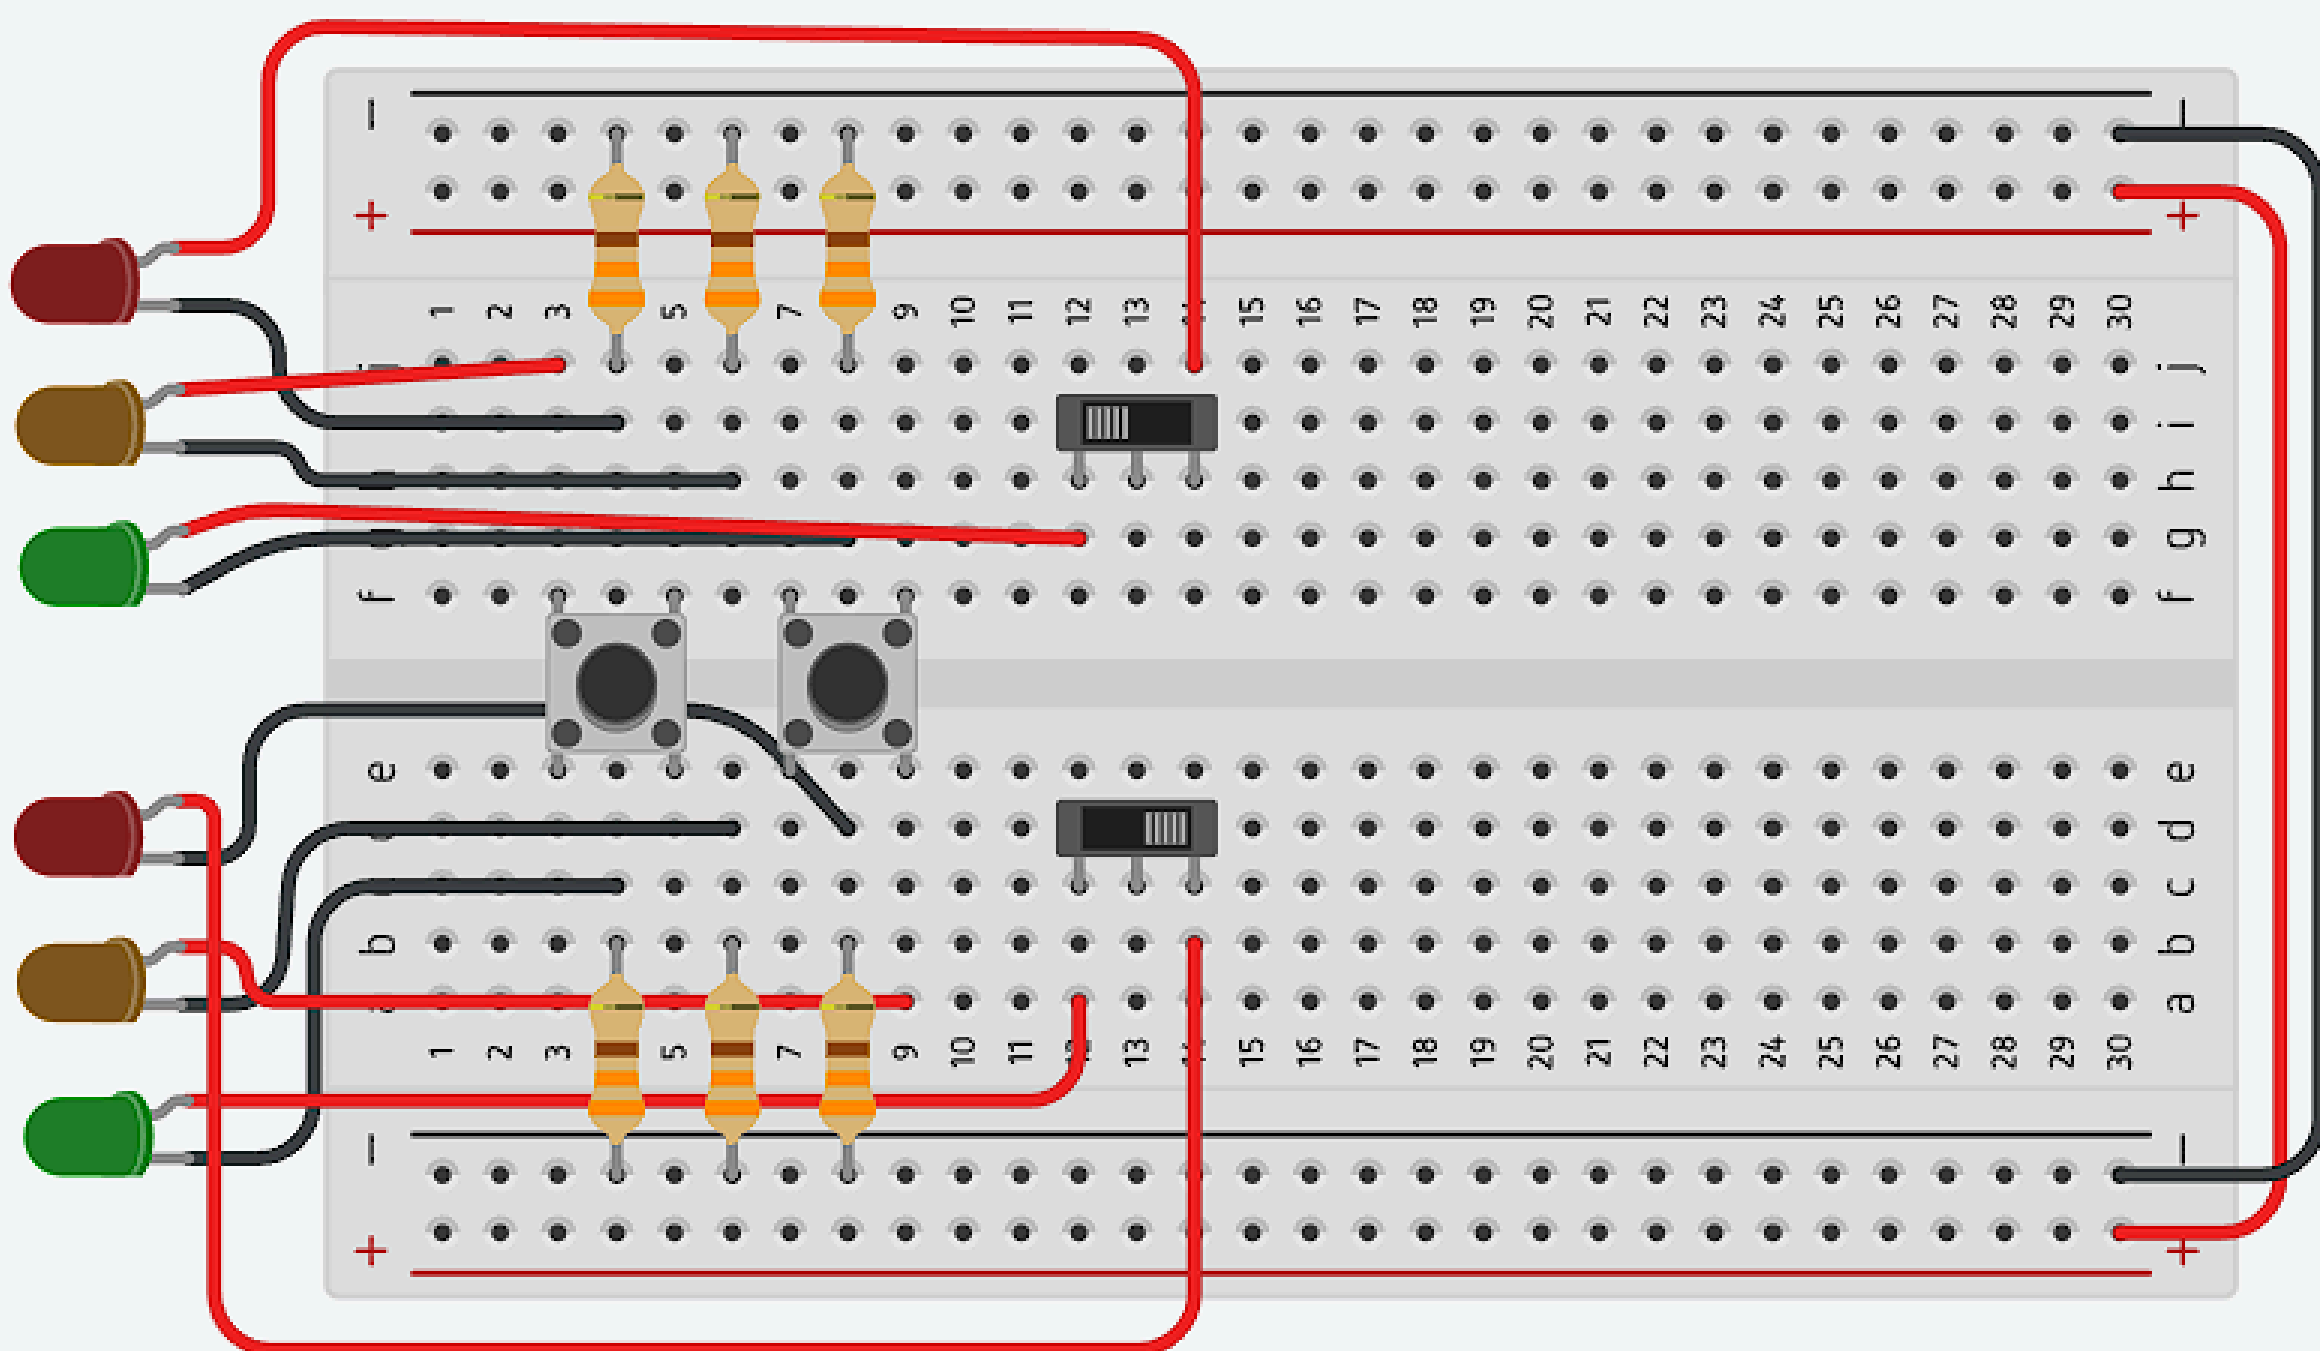 − −
+ +
1 2 3 5 7 9 10 11 12 13 15 16 17 18 19 20 21 22 23 24 25 26 27 28 29 30
j
i
h
g
f f
e e
d
c
b b
a
1 2 3 5 7 9 10 11 13 15 16 17 18 19 20 21 22 23 24 25 26 27 28 29 30
− −
+ +